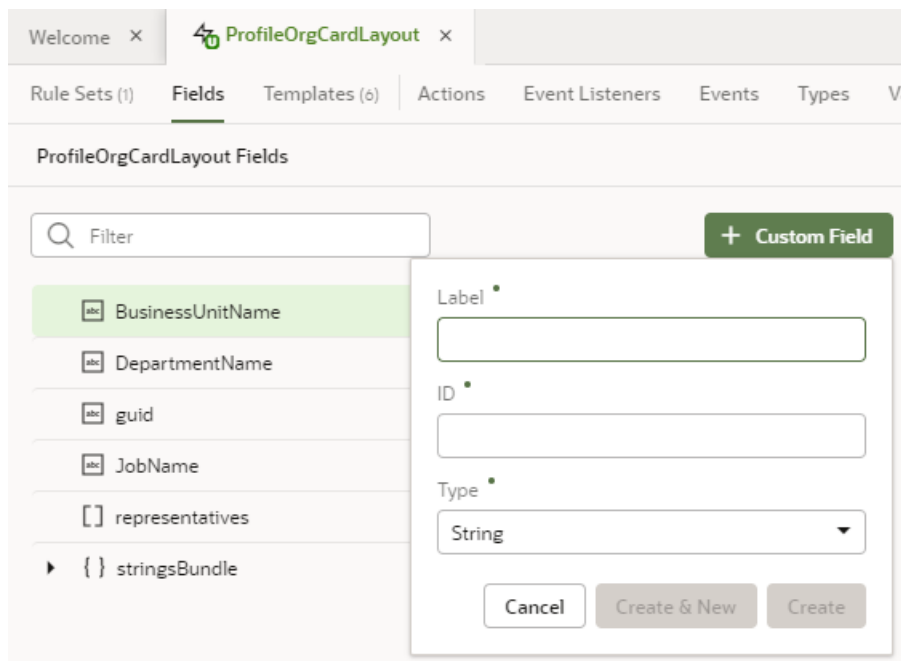 Welcome ×
ProfileOrgCardLayout ×
Rule Sets (1) Fields Templates (6) Actions Event Listeners Events Types V
ProfileOrgCardLayout Fields
Filter
+ Custom Field
BusinessUnitName
DepartmentName
guid
JobName
[ ] representatives
{ } stringsBundle
Label
ID
Type
String
Cancel Create & New Create